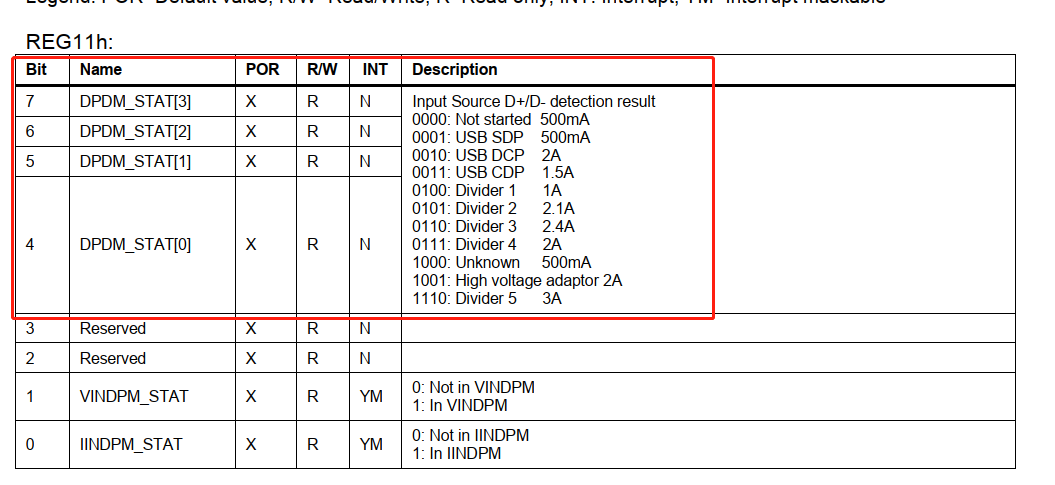 Legend: POR=Default value; R/W=Read/Write; R=Read only; INT: Interrupt; YM=Interrupt maskable
REG11h:
Bit Name POR R/W INT Description
7 DPDM_STAT[3] X R N Input Source D+/D- detection result
0000: Not started 500mA
0001: USB SDP 500mA
6 DPDM_STAT[2] X R N
0010: USB DCP 2A
5 DPDM_STAT[1] X R N
0011: USB CDP 1.5A
0100: Divider 1 1A
0101: Divider 2 2.1A
0110: Divider 3 2.4A
4 DPDM_STAT[0] X R N 0111: Divider 4 2A
1000: Unknown 500mA
1001: High voltage adaptor 2A
1110: Divider 5 3A
3 Reserved X R N
2 Reserved X R N
1 VINDPM_STAT X R YM 0: Not in VINDPM
1: In VINDPM
0 IINDPM_STAT X R YM 0: Not in IINDPM
1: In IINDPM